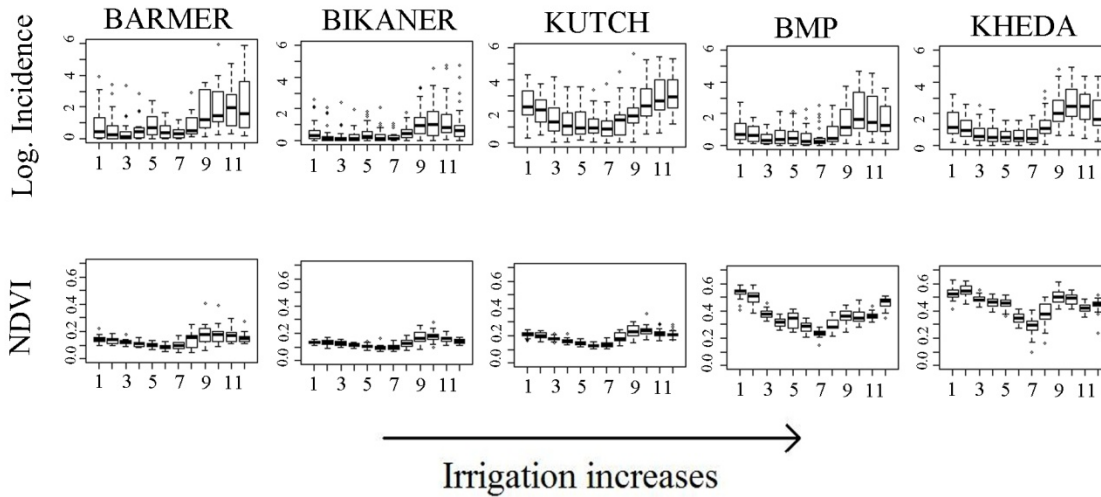 BARMER BIKANER KUTCH BMP KHEDA
Log. Incidence
0 2 4 6
1 3 5 7 9 11
0 2 4 6
1 3 5 7 9 11
0 2 4 6
1 3 5 7 9 11
0 2 4 6
1 3 5 7 9 11
0 2 4 6
1 3 5 7 9 11
NDVI
0.0 0.2 0.4 0.6
1 3 5 7 9 11
0.0 0.2 0.4 0.6
1 3 5 7 9 11
0.0 0.2 0.4 0.6
1 3 5 7 9 11
0.0 0.2 0.4 0.6
1 3 5 7 9 11
0.0 0.2 0.4 0.6
1 3 5 7 9 11
Irrigation increases